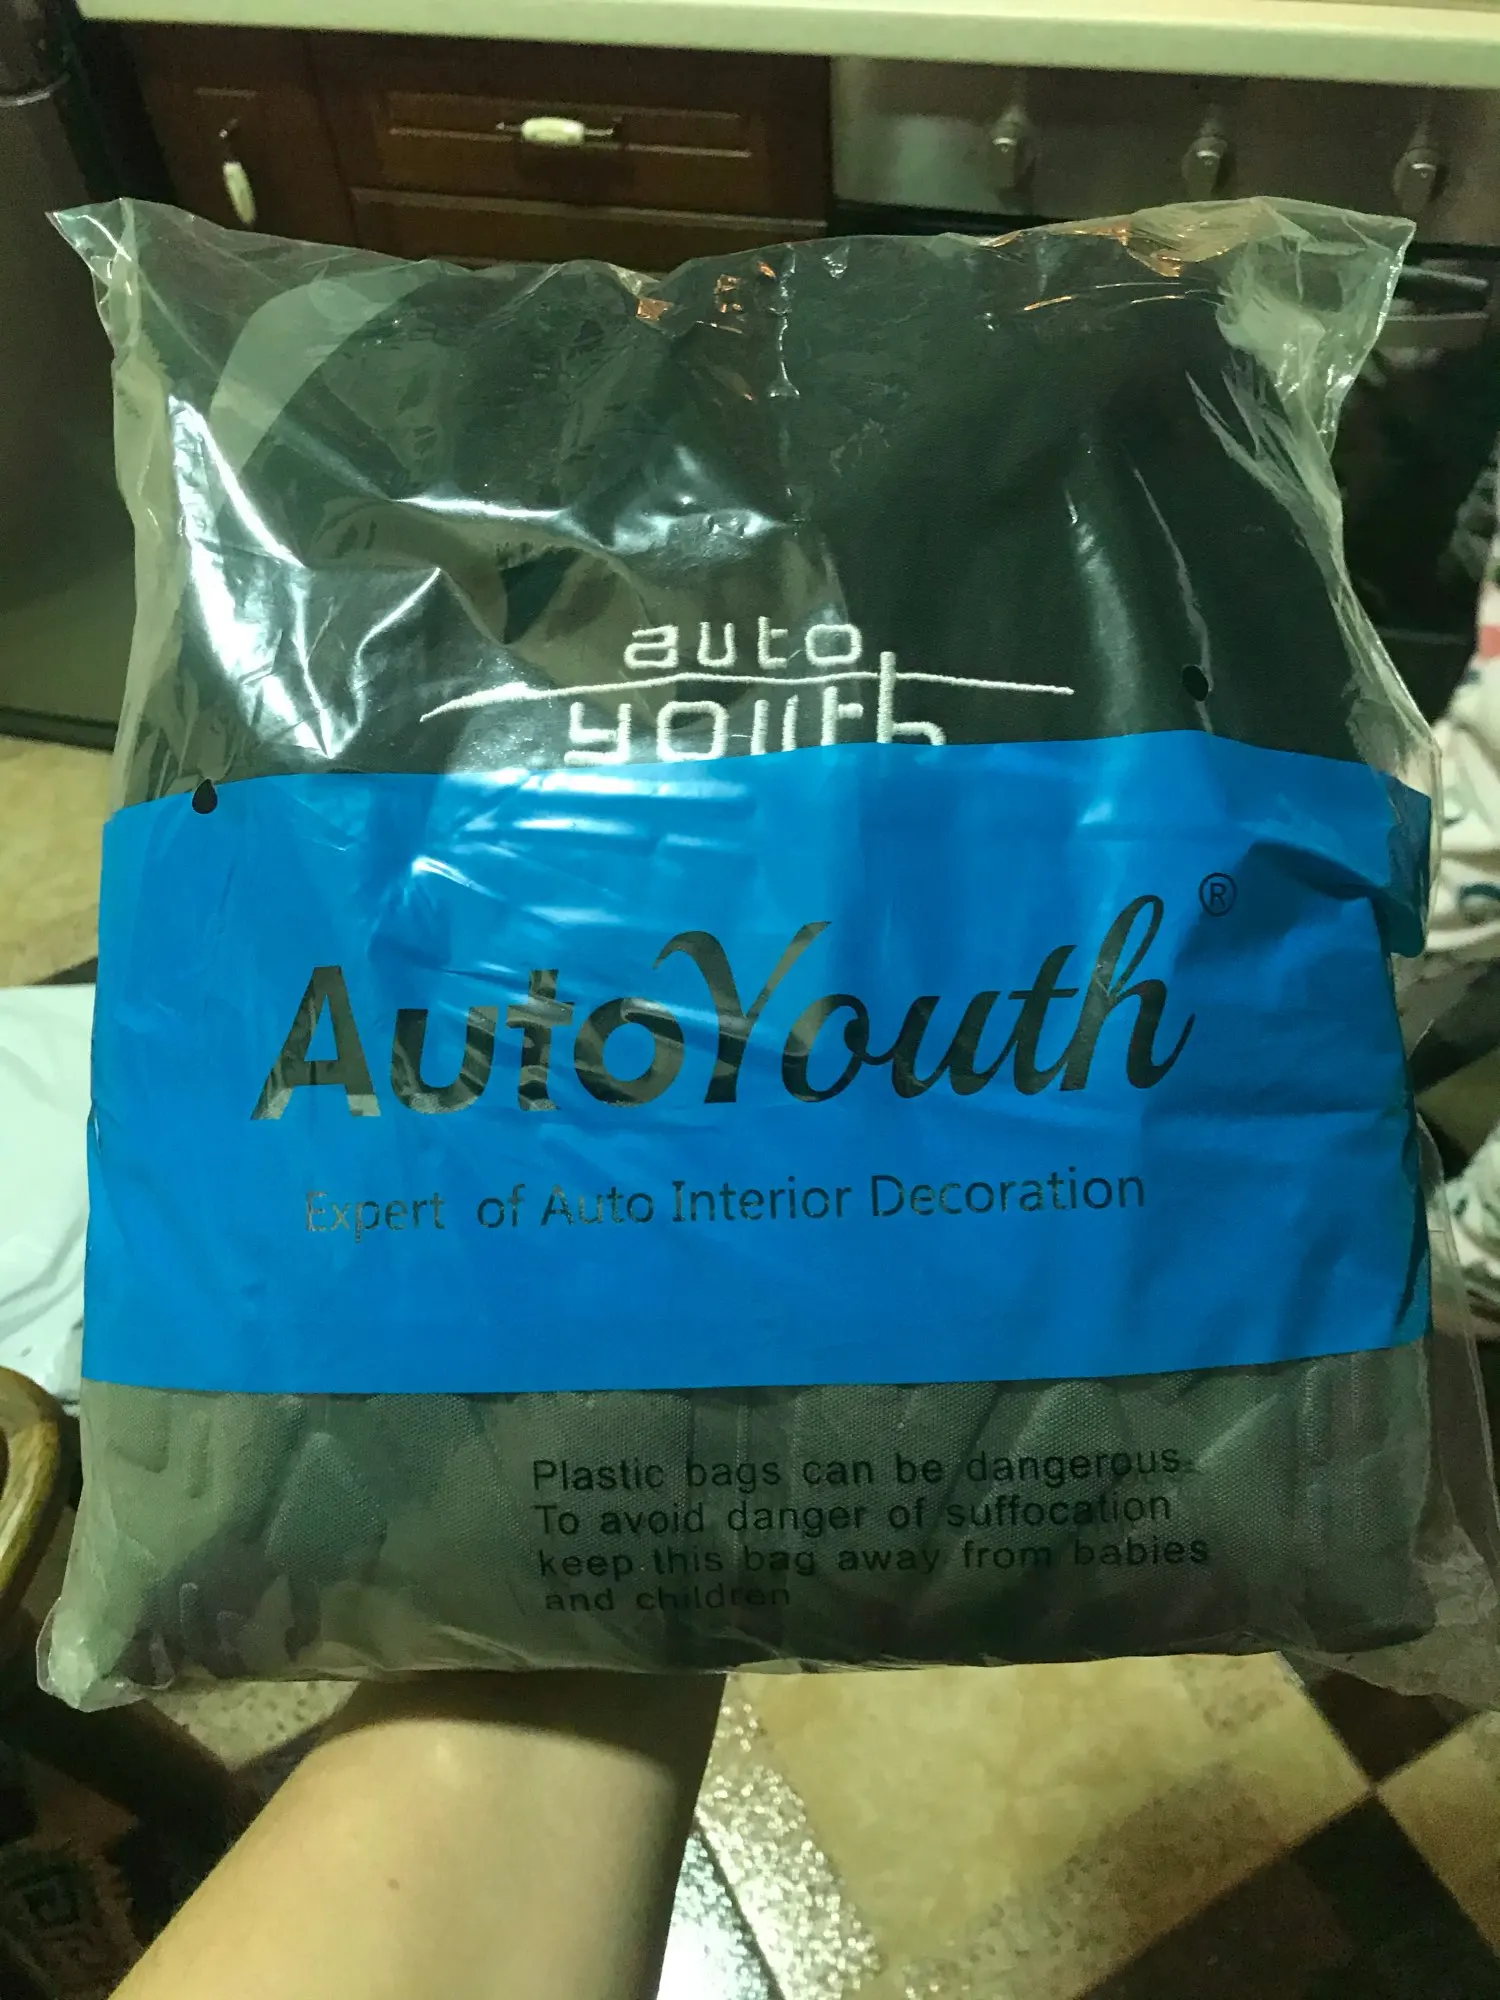 auto
youth
AutoYouth®
Expert of Auto Interior Decoration
Plastic bags can be dangerous.
To avoid danger of suffocation
keep this bag away from babies
and children